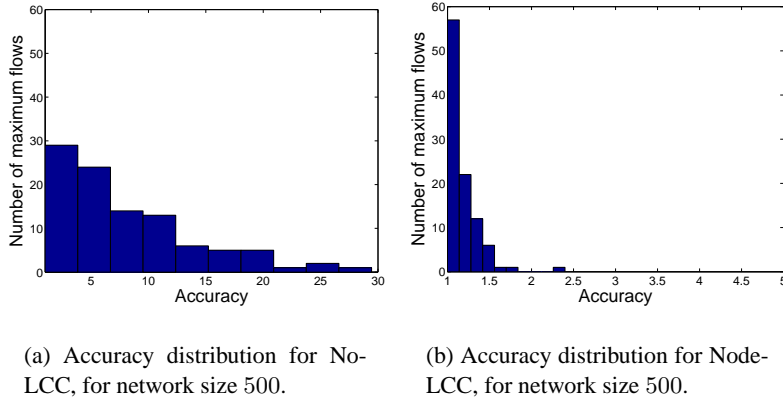 60
50
40
30
20
10
0
Number of maximum flows
5 10 15 20 25 30
Accuracy
(a) Accuracy distribution for No-
LCC, for network size 500.
60
50
40
30
20
10
0
Number of maximum flows
1 1.5 2 2.5 3 3.5 4 4.5 5
Accuracy
(b) Accuracy distribution for Node-
LCC, for network size 500.